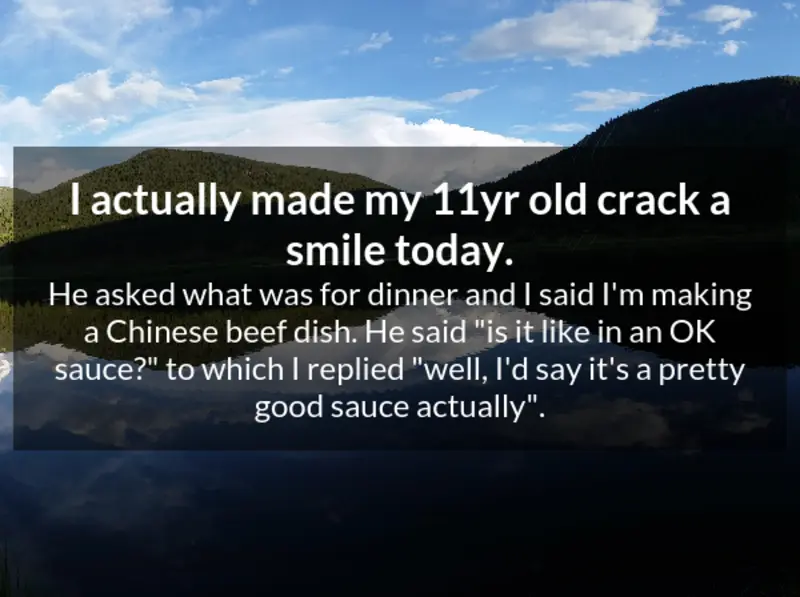 I actually made my 11yr old crack a
smile today.
He asked what was for dinner and I said I'm making
a Chinese beef dish. He said "is it like in an OK
sauce?" to which I replied "well, I'd say it's a pretty
good sauce actually".